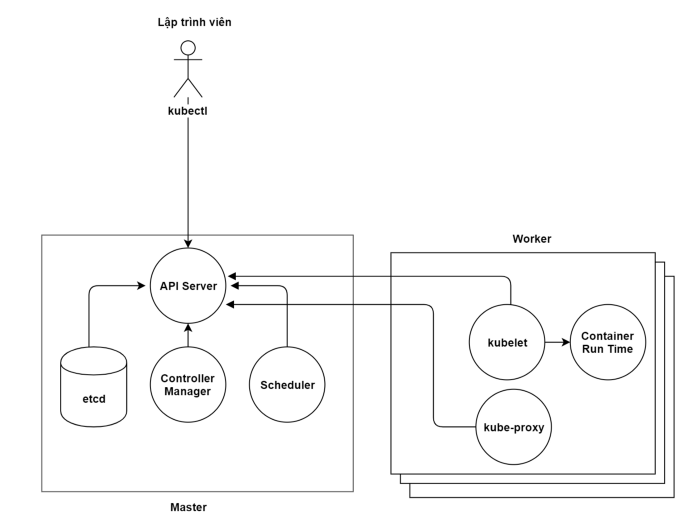 Lập trình viên
kubectl
API Server
etcd
Controller
Manager
Scheduler
Master
Worker
kubelet
Container
Run Time
kube-proxy